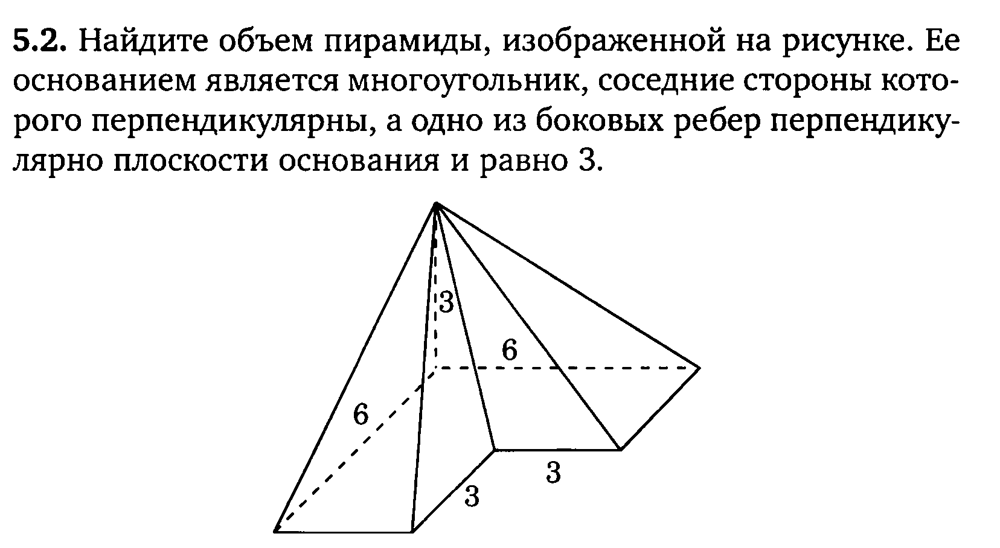 5.2. Найдите объем пирамиды, изображенной на рисунке. Ее
основанием является многоугольник, соседние стороны кото-
рого перпендикулярны, а одно из боковых ребер перпендику-
лярно плоскости основания и равно 3.
3
6
6
3
3